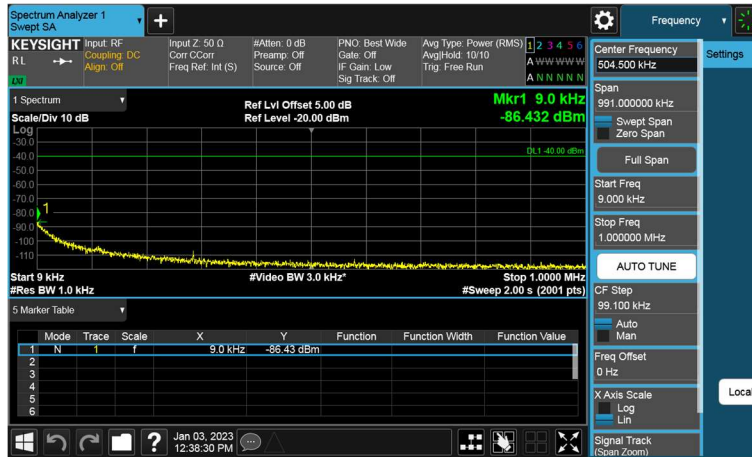 Spectrum Analyzer 1
Swept SA
Frequency
KEYSIGHT
RL
LXI
Input: RF
Coupling: DC
Align: Off
Input Z: 50 Ω
Corr CCorr
Freq Ref: Int (S)
#Atten: 0 dB
Preamp: Off
Source: Off
PNO: Best Wide
Gate: Off
IF Gain: Low
Sig Track: Off
Avg Type: Power (RMS)
Avg|Hold: 10/10
Trig: Free Run
1 2 3 4 5 6
A W W W W W
A N N N N N
1 Spectrum
Scale/Div 10 dB
Ref Lvl Offset 5.00 dB
Ref Level -20.00 dBm
Mkr1 9.0 kHz
-86.432 dBm
Log
-30.0
-40.0
-50.0
-60.0
-70.0
-80.0
-90.0
-100
-110
DL1 -40.00 dBm
1
Start 9 kHz
#Res BW 1.0 kHz
#Video BW 3.0 kHz*
Stop 1.0000 MHz
#Sweep 2.00 s (2001 pts)
5 Marker Table
Mode Trace Scale X Y Function Function Width Function Value
1 N 1 f 9.0 kHz -86.43 dBm
2
3
4
5
6
Jan 03, 2023
12:38:30 PM
Center Frequency
504.500 kHz
Settings
Span
991.000000 kHz
Swept Span
Zero Span
Full Span
Start Freq
9.000 kHz
Stop Freq
1.000000 MHz
AUTO TUNE
CF Step
99.100 kHz
Auto
Man
Freq Offset
0 Hz
X Axis Scale
Log
Lin
Local
Signal Track
(Span Zoom)